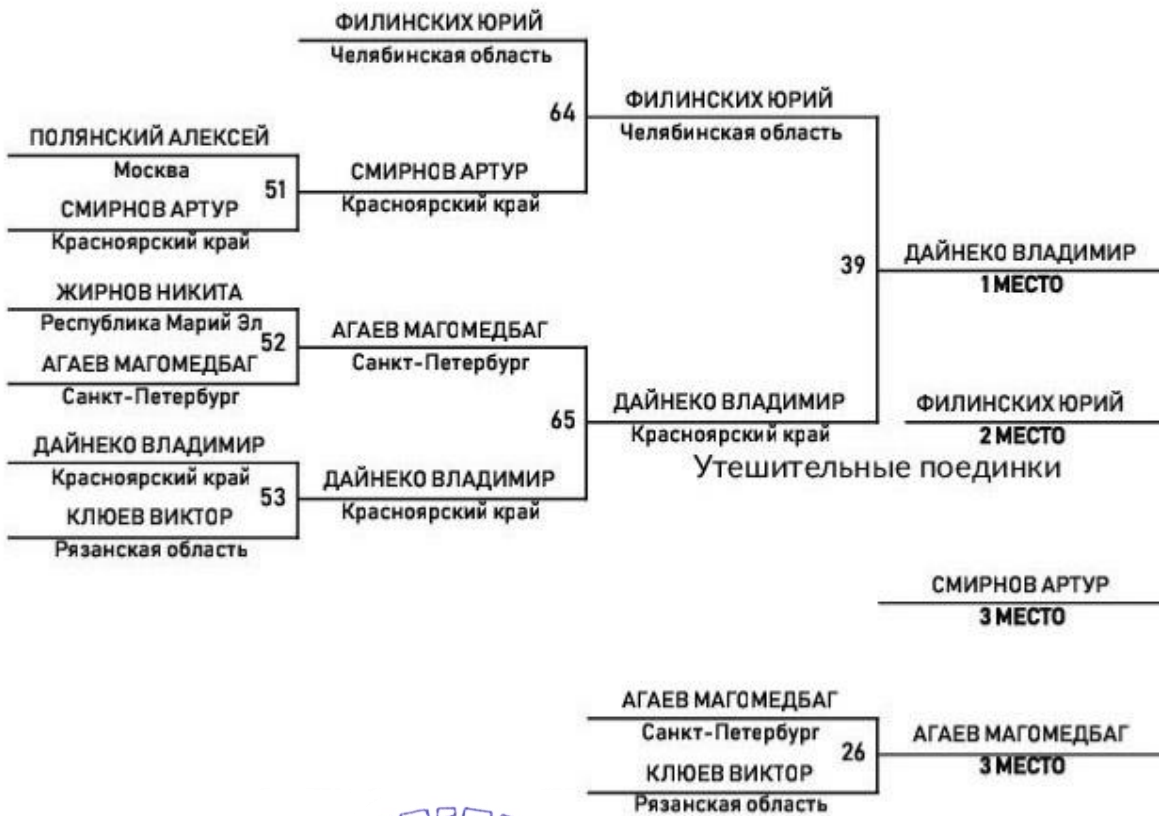 ФИЛИНСКИХ ЮРИЙ
Челябинская область
64
ФИЛИНСКИХ ЮРИЙ
Челябинская область
ПОЛЯНСКИЙ АЛЕКСЕЙ
Москва
51
СМИРНОВ АРТУР
Красноярский край
СМИРНОВ АРТУР
Красноярский край
39
ДАЙНЕКО ВЛАДИМИР
1 МЕСТО
ЖИРНОВ НИКИТА
Республика Марий Эл
52
АГАЕВ МАГОМЕДБАГ
Санкт-Петербург
АГАЕВ МАГОМЕДБАГ
Санкт-Петербург
65
ДАЙНЕКО ВЛАДИМИР
Красноярский край
ФИЛИНСКИХ ЮРИЙ
2 МЕСТО
ДАЙНЕКО ВЛАДИМИР
Красноярский край
53
ДАЙНЕКО ВЛАДИМИР
Красноярский край
КЛЮЕВ ВИКТОР
Рязанская область
Утешительные поединки
СМИРНОВ АРТУР
3 МЕСТО
АГАЕВ МАГОМЕДБАГ
Санкт-Петербург
26
АГАЕВ МАГОМЕДБАГ
3 МЕСТО
КЛЮЕВ ВИКТОР
Рязанская область